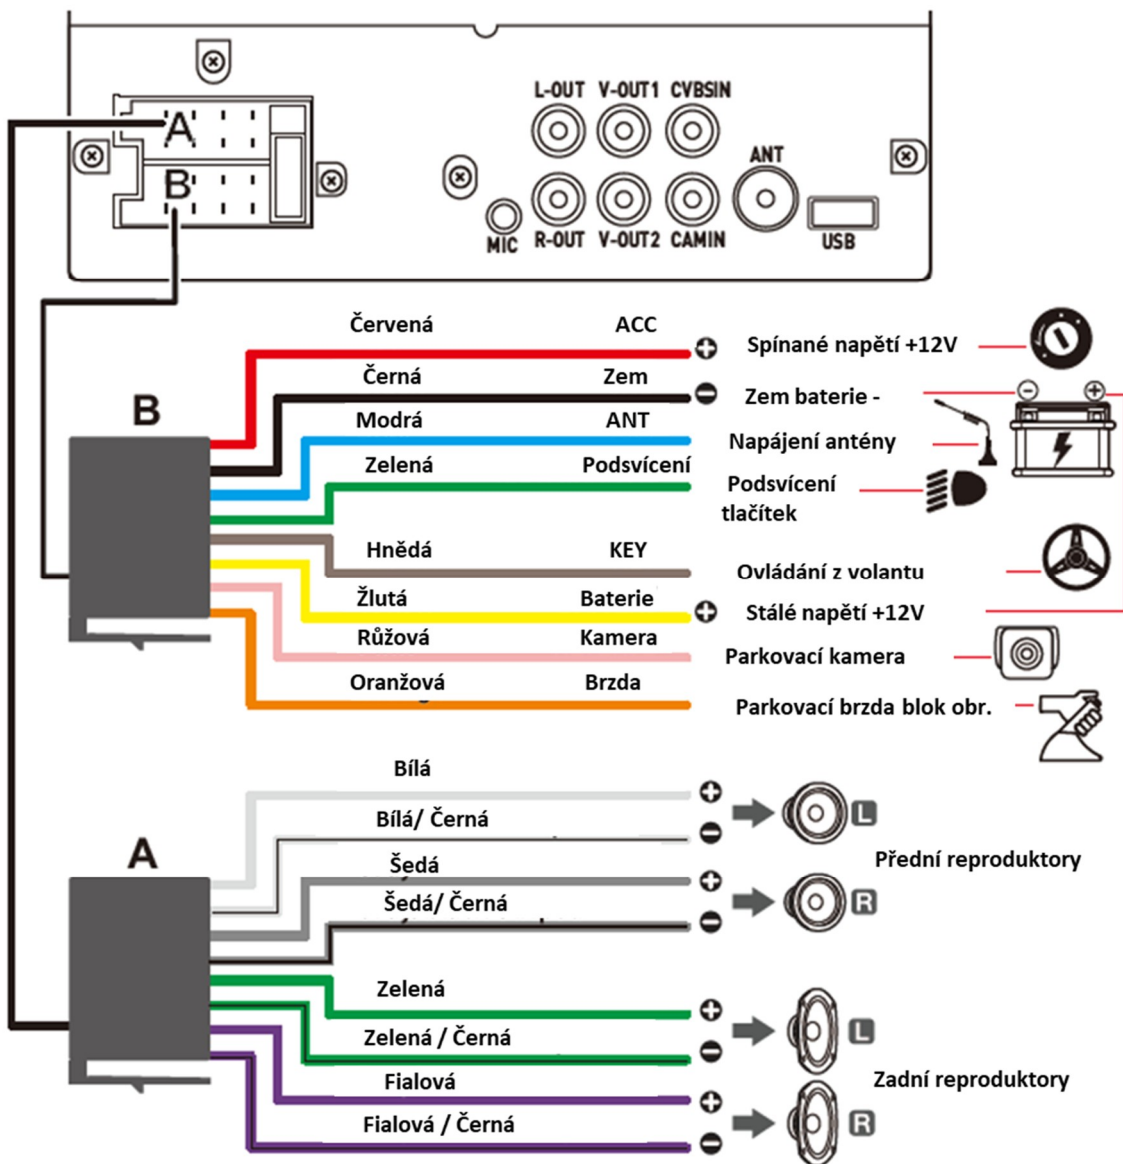 L-OUT V-OUT1 CVBSIN
A
ANT
B
MIC R-OUT V-OUT2 CAMIN USB
Červená ACC Spínané napětí +12V
Černá Zem Zem baterie -
B
Modrá ANT Napájení antény
Zelená Podsvícení Podsvícení
tlačítek
Hnědá KEY Ovládání z volantu
Žlutá Baterie Stálé napětí +12V
Růžová Kamera Parkovací kamera
Oranžová Brzda Parkovací brzda blok obr.
Bílá
L
Bílá/ Černá
A
Přední reproduktory
Šedá
R
Šedá/ Černá
Zelená
L
Zelená / Černá
Fialová Zadní reproduktory
R
Fialová / Černá